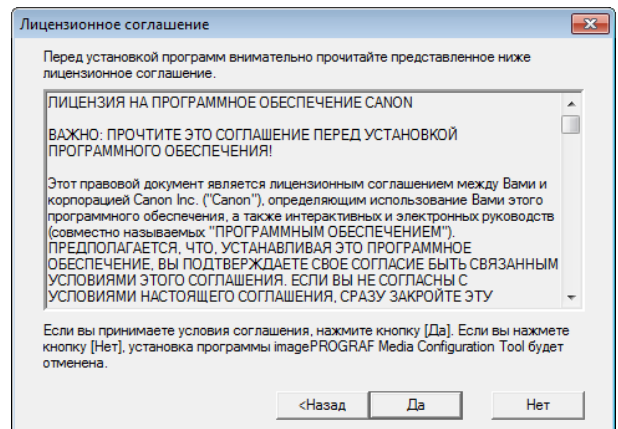 Лицензионное соглашение
Перед установкой программ внимательно прочитайте представленное ниже
лицензионное соглашение.
ЛИЦЕНЗИЯ НА ПРОГРАММНОЕ ОБЕСПЕЧЕНИЕ CANON
ВАЖНО: ПРОЧТИТЕ ЭТО СОГЛАШЕНИЕ ПЕРЕД УСТАНОВКОЙ
ПРОГРАММНОГО ОБЕСПЕЧЕНИЯ!
Этот правовой документ является лицензионным соглашением между Вами и
корпорацией Canon Inc. ("Canon"), определяющим использование Вами этого
программного обеспечения, а также интерактивных и электронных руководств
(совместно называемых "ПРОГРАММНЫМ ОБЕСПЕЧЕНИЕМ").
ПРЕДПОЛАГАЕТСЯ, ЧТО, УСТАНАВЛИВАЯ ЭТО ПРОГРАММНОЕ
ОБЕСПЕЧЕНИЕ, ВЫ ПОДТВЕРЖДАЕТЕ СВОЕ СОГЛАСИЕ БЫТЬ СВЯЗАННЫМ
УСЛОВИЯМИ ЭТОГО СОГЛАШЕНИЯ. ЕСЛИ ВЫ НЕ СОГЛАСНЫ С
УСЛОВИЯМИ НАСТОЯЩЕГО СОГЛАШЕНИЯ, СРАЗУ ЗАКРОЙТЕ ЭТУ
Если вы принимаете условия соглашения, нажмите кнопку [Да]. Если вы нажмете
кнопку [Нет], установка программы imagePROGRAF Media Configuration Tool будет
отменена.
<Назад Да Нет